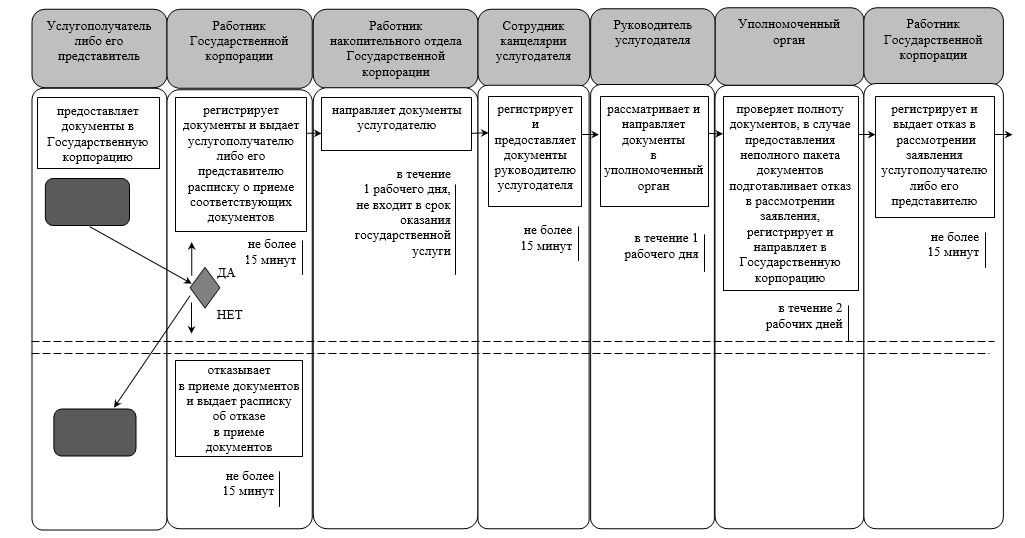 Услугополучатель
либо его
представитель
Работник
Государственной
корпорации
Работник
накопительного отдела
Государственной
корпорации
Сотрудник
канцелярии
услугодателя
Руководитель
услугодателя
Уполномоченный
орган
Работник
Государственной
корпорации
предоставляет
документы в
Государственную
корпорацию
регистрирует
документы и выдает
услугополучателю
либо его
представителю
расписку о приеме
соответствующих
документов
не более
15 минут
ДА
НЕТ
отказывает
в приеме документов
и выдает расписку
об отказе
в приеме
документов
не более
15 минут
направляет документы
услугодателю
в течение
1 рабочего дня,
не входит в срок
оказания
государственной
услуги
регистрирует
и
предоставляет
документы
руководителю
услугодателя
не более
15 минут
рассматривает и
направляет
документы
в
уполномоченный
орган
в течение 1
рабочего дня
проверяет полноту
документов, в случае
предоставления
неполного пакета
документов
подготавливает отказ
в рассмотрении
заявления,
регистрирует и
направляет в
Государственную
корпорацию
в течение 2
рабочих дней
регистрирует и
выдает отказ в
рассмотрении
заявления
услугополучателю
либо его
представителю
не более
15 минут